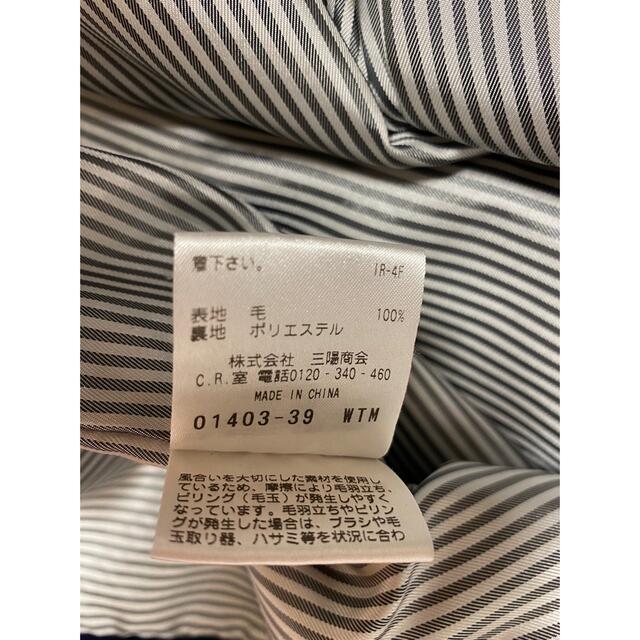 着下さい。
IR-4F
表地 毛 100%
裏地 ポリエステル
株式会社 三陽商会
C.R.室 電話0120-340-460
MADE IN CHINA
01403-39 WTM
風合いを大切にした素材を使用し
ているため、摩擦により毛羽立ち、
ピリング(毛玉)が発生しやすく
なっています。毛羽立ちやピリン
グが発生した場合は、ブラシや毛
玉取り器、ハサミ等を状況に合わ